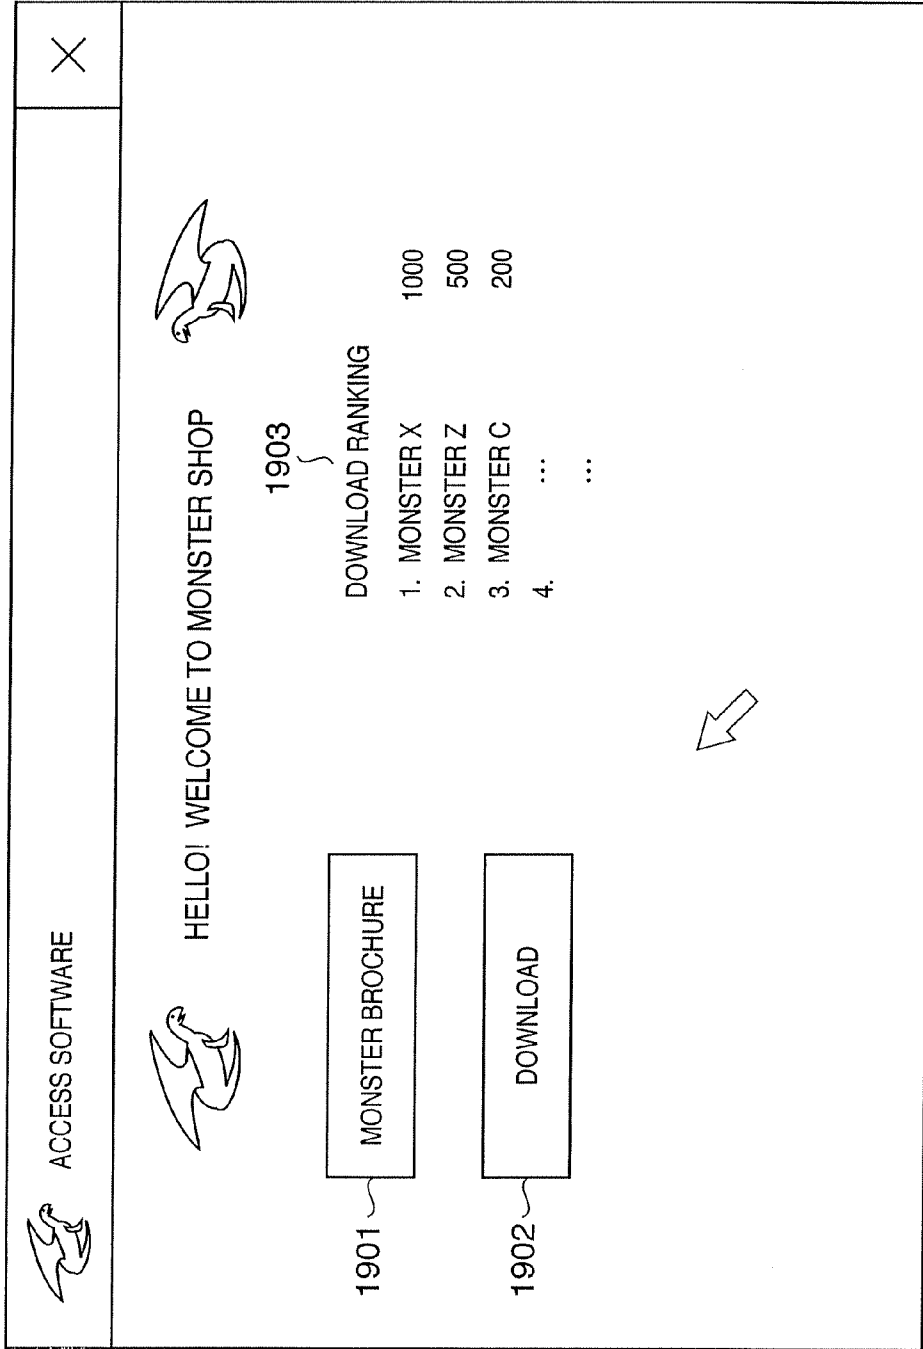 ACCESS SOFTWARE
HELLO! WELCOME TO MONSTER SHOP
1901
MONSTER BROCHURE
1902
DOWNLOAD
1903
DOWNLOAD RANKING
1. MONSTER X 1000
2. MONSTER Z 500
3. MONSTER C 200
4. ...
...